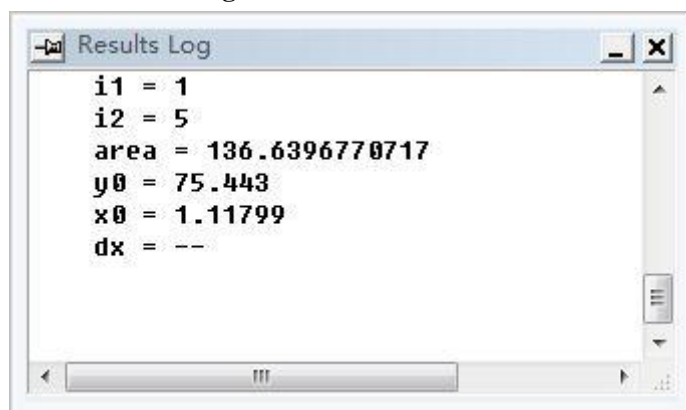 Results Log
i1 = 1
i2 = 5
area = 136.6396770717
y0 = 75.443
x0 = 1.11799
dx = --